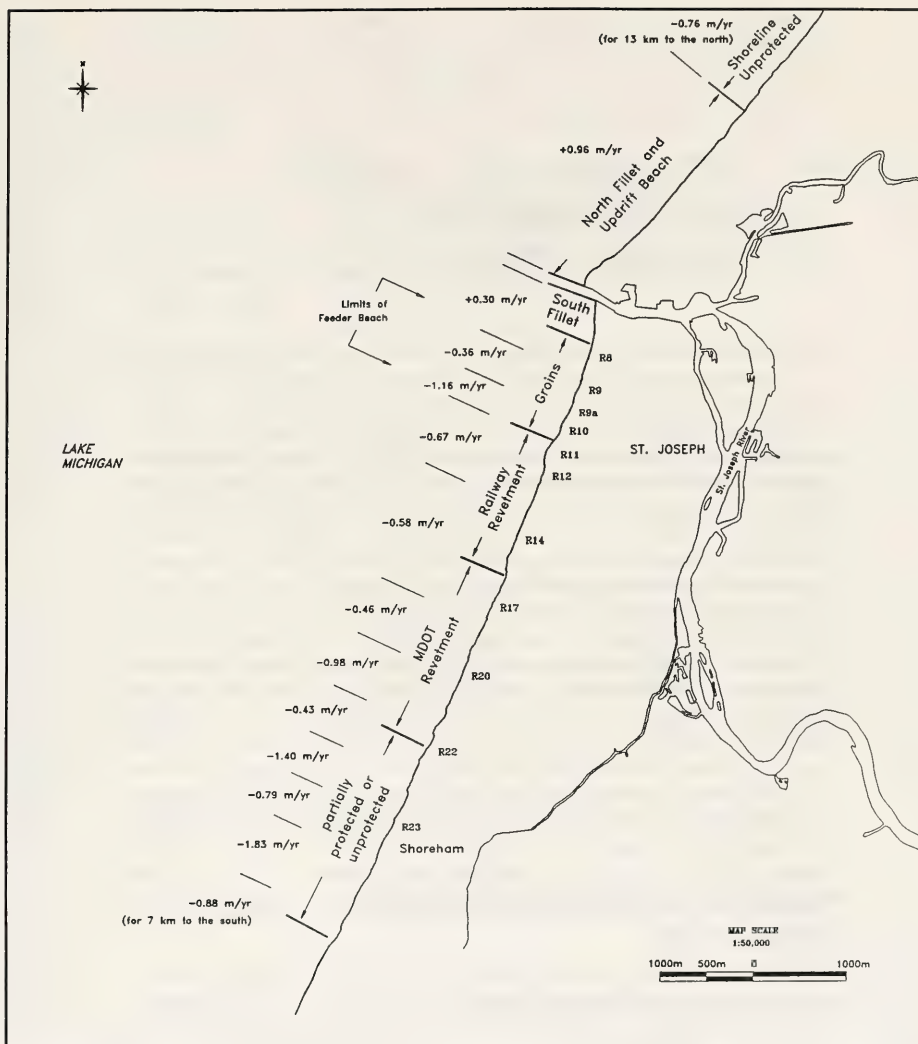 -0.76 m/yr
(for 13 km to the north)
Shoreline
Unprotected
N
+0.96 m/yr
North Fillet and
Updrift Beach
Limits of
Feeder Beach
+0.30 m/yr
South
Fillet
-0.36 m/yr
R8
-1.16 m/yr
Groins
R9
R9a
R10
-0.67 m/yr
LAKE
MICHIGAN
ST. JOSEPH
St. Joseph River
R11
R12
Railway
Revetment
-0.58 m/yr
R14
-0.46 m/yr
R17
MDOT
Revetment
-0.98 m/yr
R20
-0.43 m/yr
-1.40 m/yr
R22
-0.79 m/yr
partially
protected or
unprotected
R23
-1.83 m/yr
Shoreham
-0.88 m/yr
(for 7 km to the south)
MAP SCALE
1:50,000
1000m 500m 0 1000m